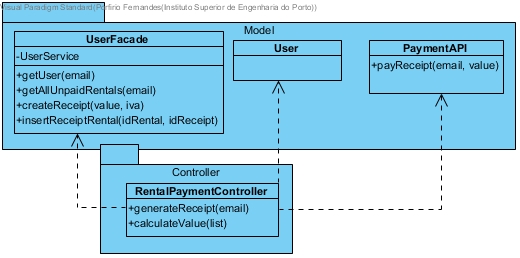 Visual Paradigm Standard(Porfirio Fernandes(Instituto Superior de Engenharia do Porto))
Model
UserFacade
-UserService
+getUser(email)
+getAllUnpaidRentals(email)
+createReceipt(value, iva)
+insertReceiptRental(idRental, idReceipt)
User
PaymentAPI
+payReceipt(email, value)
Controller
RentalPaymentController
+generateReceipt(email)
+calculateValue(list)